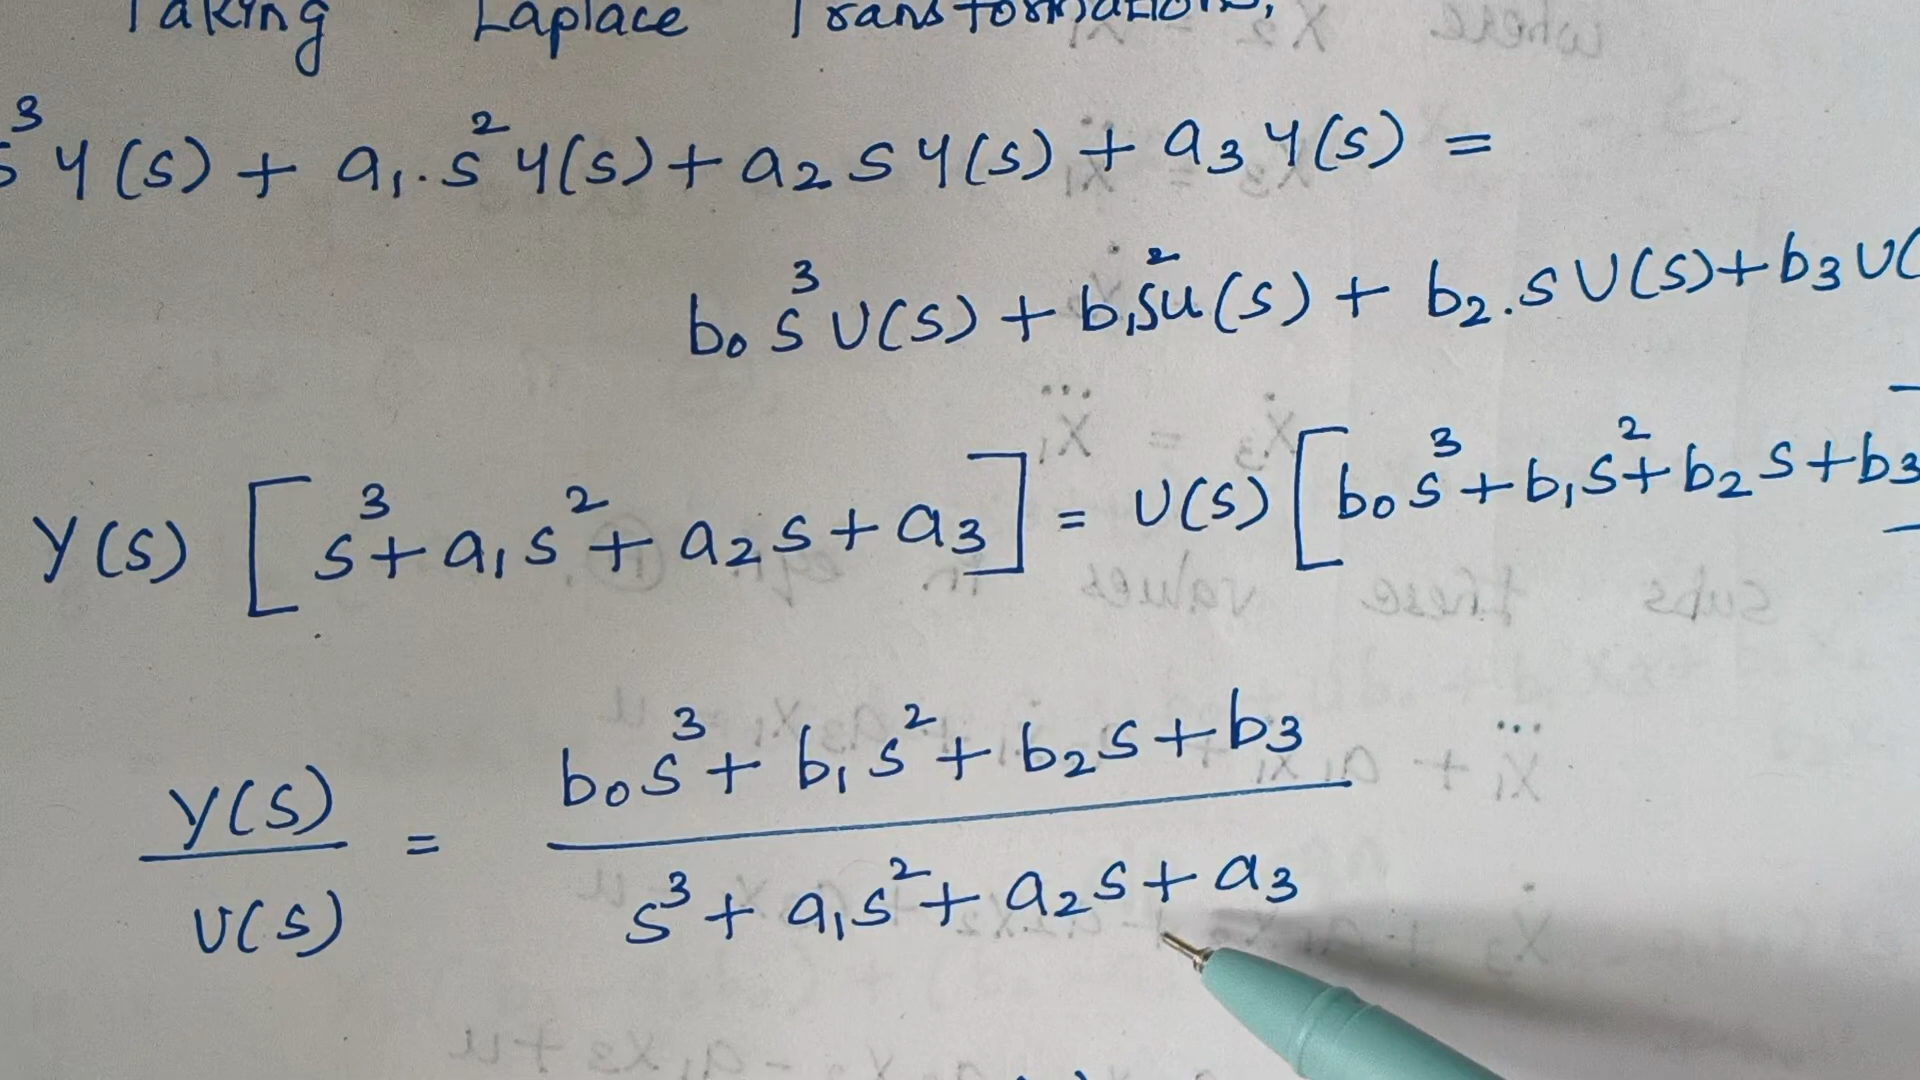 Taking Laplace Transformations,
s³Y(s) + a₁.s²Y(s) + a₂sY(s) + a₃Y(s) =
b₀s³U(s) + b₁s²u(s) + b₂.sU(s) + b₃U(
Y(s) [s³ + a₁s² + a₂s + a₃] = U(s) [b₀s³ + b₁s² + b₂s + b₃
Y(s)/U(s) = b₀s³ + b₁s² + b₂s + b₃ / s³ + a₁s² + a₂s + a₃